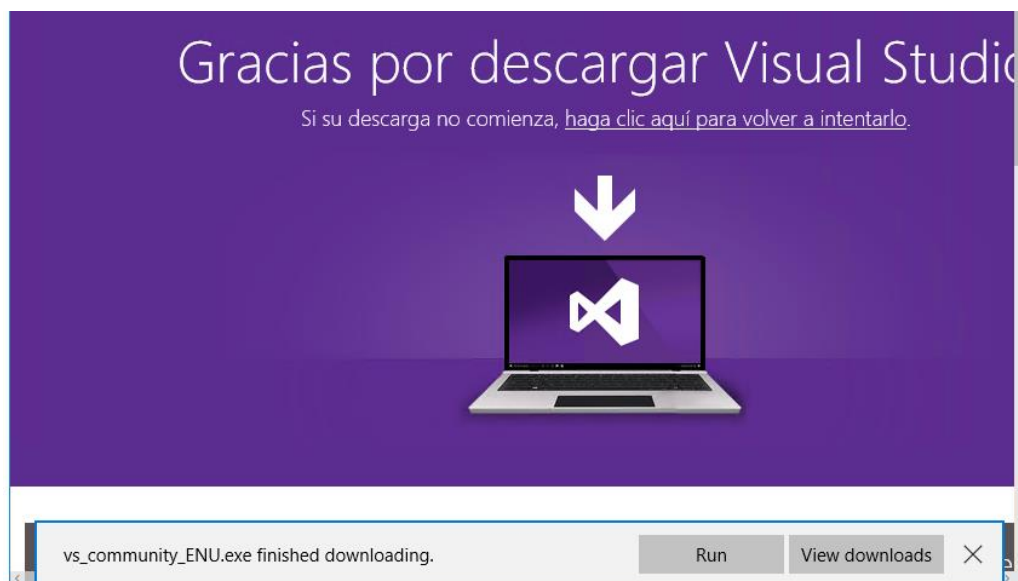 Gracias por descargar Visual Studio
Si su descarga no comienza, haga clic aquí para volver a intentarlo.
vs_community_ENU.exe finished downloading.
Run
View downloads